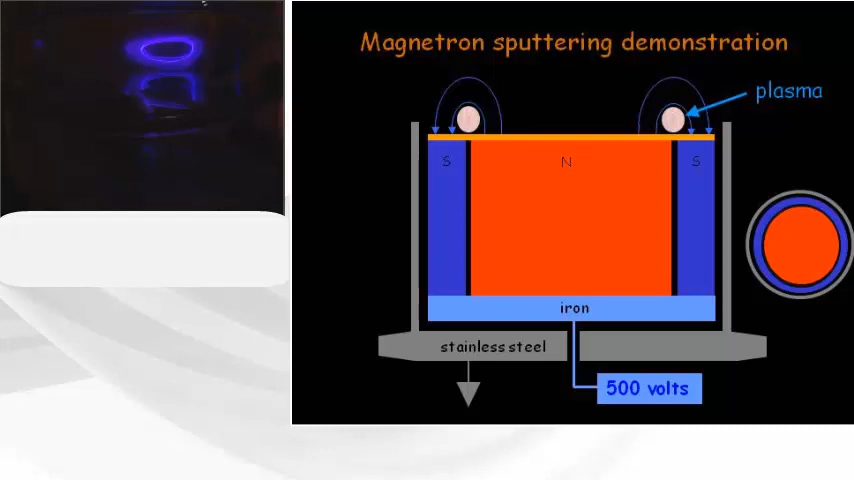 Magnetron sputtering demonstration
plasma
S
N
S
iron
stainless steel
500 volts